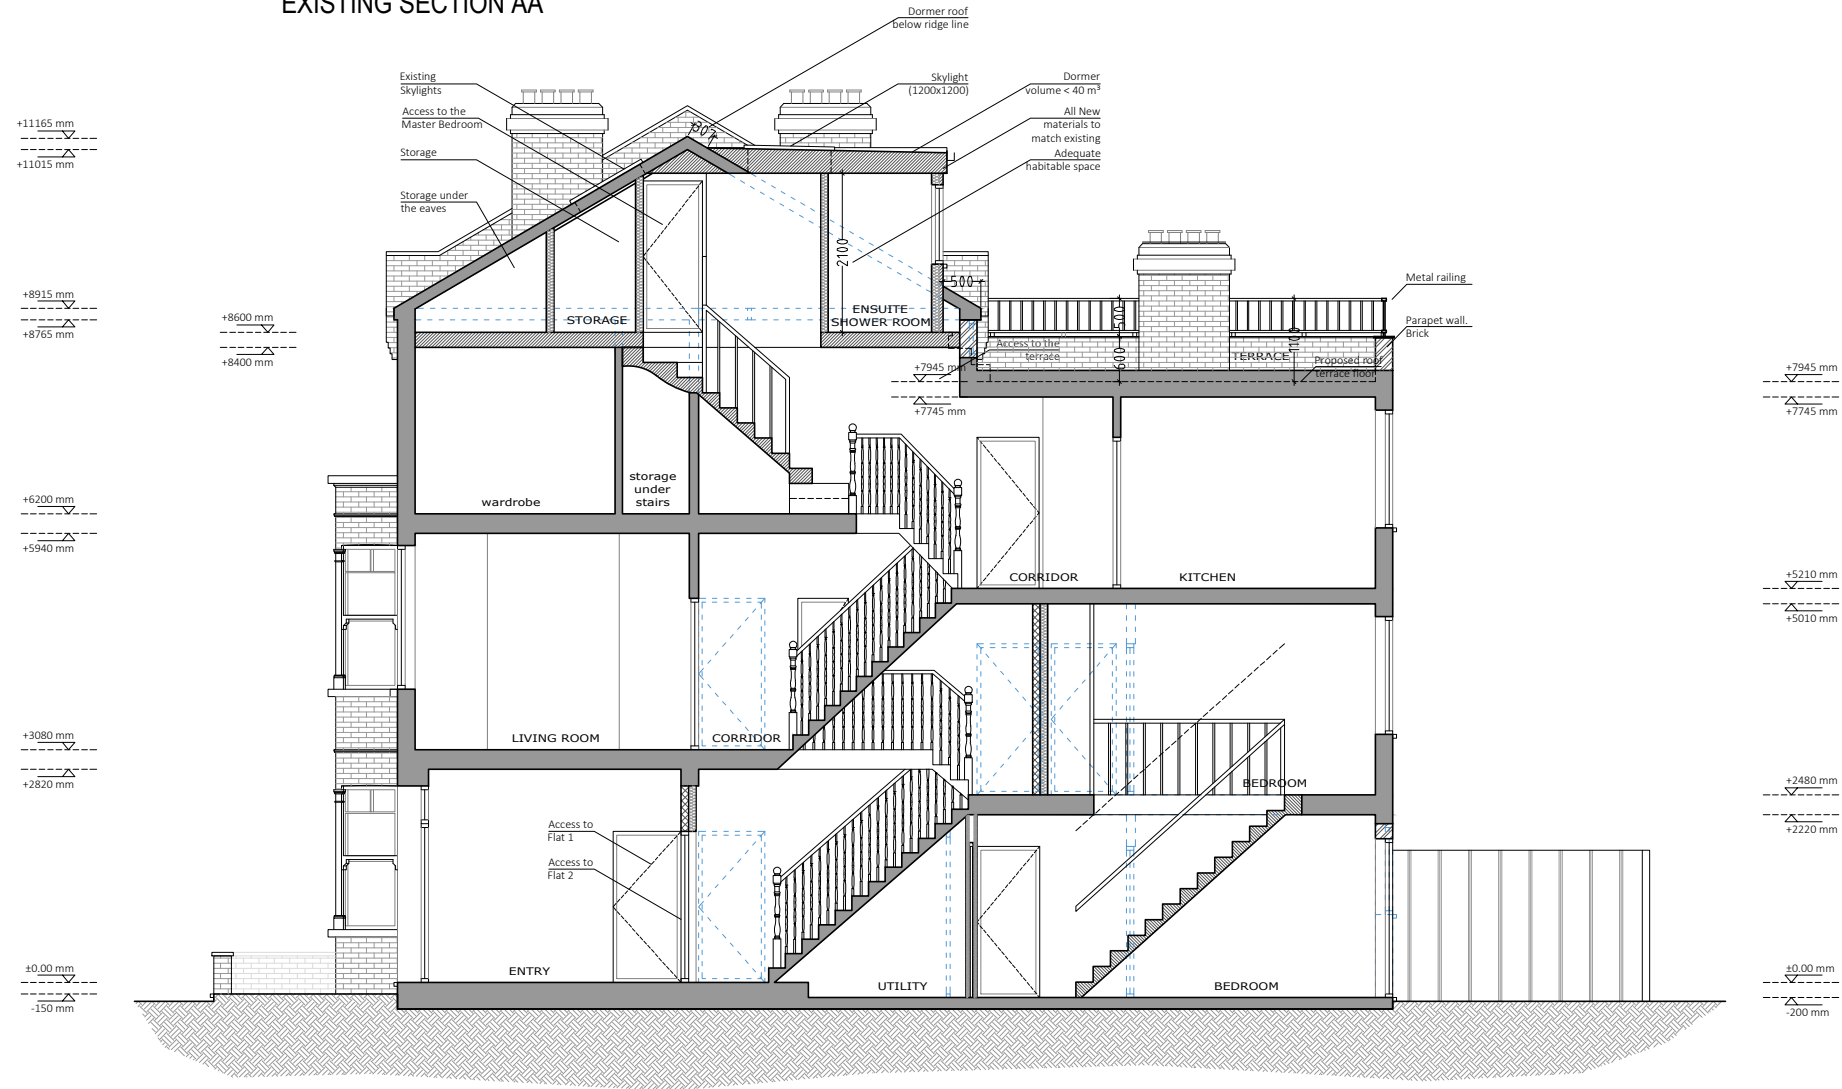 EXISTING SECTION AA
Dormer roof
below ridge line
Existing
Skylights
Skylight
(1200x1200)
Dormer
volume < 40 m³
Access to the
Master Bedroom
All New
materials to
match existing
Storage
Adequate
habitable space
Storage under
the eaves
+11165 mm
+11015 mm
307
2100
500
+8915 mm
+8765 mm
+8600 mm
+8400 mm
STORAGE
ENSUITE
SHOWER ROOM
Metal railing
Parapet wall.
Brick
500
600
1100
Access to the
terrace
TERRACE
Proposed roof
terrace floor
+7945 mm
+7745 mm
+7945 mm
+7745 mm
wardrobe
storage
under
stairs
+6200 mm
+5940 mm
CORRIDOR
KITCHEN
+5210 mm
+5010 mm
LIVING ROOM
CORRIDOR
+3080 mm
+2820 mm
BEDROOM
+2480 mm
+2220 mm
Access to
Flat 1
Access to
Flat 2
ENTRY
UTILITY
BEDROOM
±0.00 mm
-150 mm
±0.00 mm
-200 mm